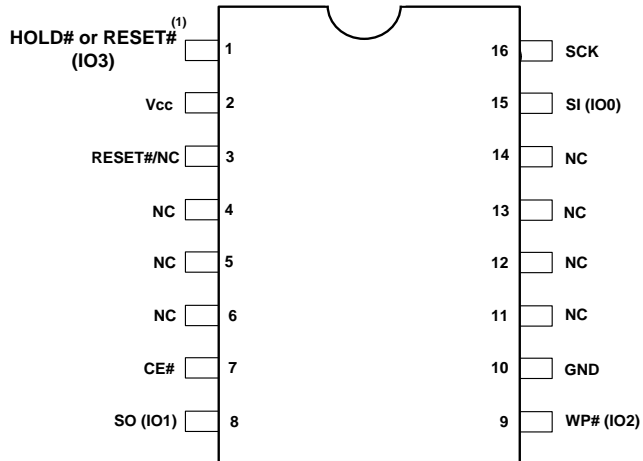 HOLD# or RESET# (1)
(IO3)
1
16
SCK
Vcc
2
15
SI (IO0)
RESET#/NC
3
14
NC
NC
4
13
NC
NC
5
12
NC
NC
6
11
NC
CE#
7
10
GND
SO (IO1)
8
9
WP# (IO2)